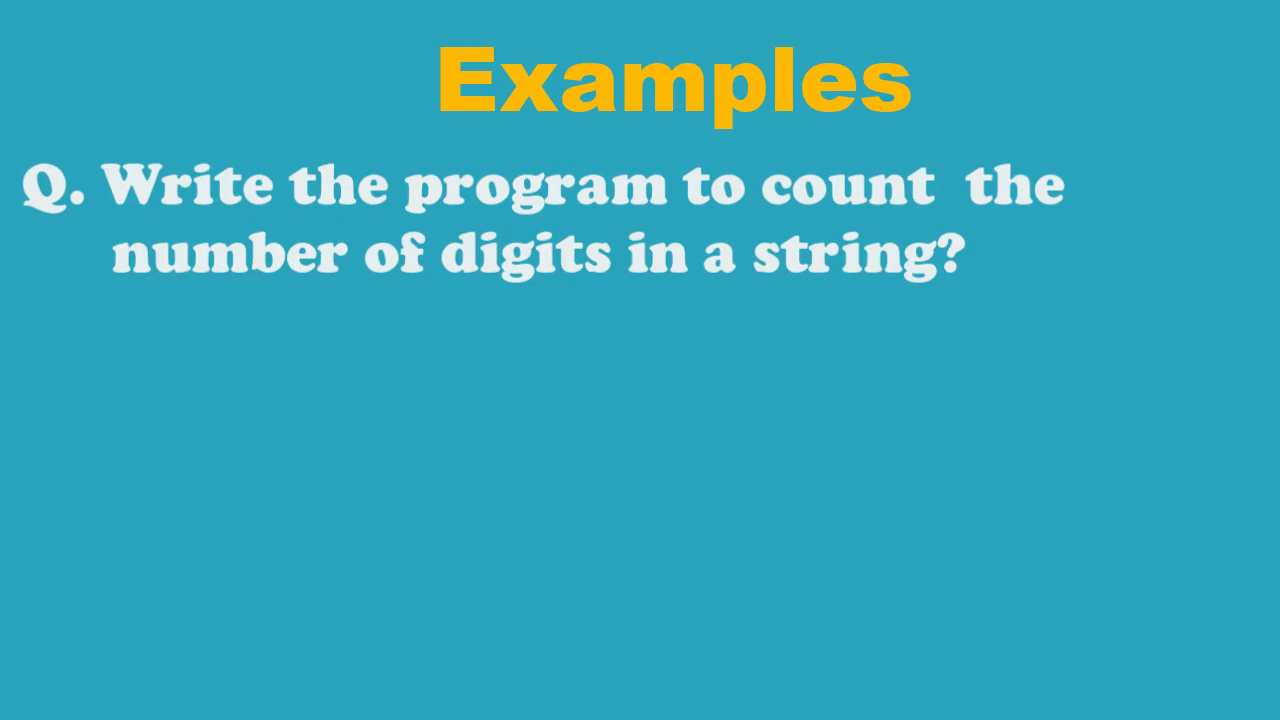 Examples
Q. Write the program to count the
number of digits in a string?